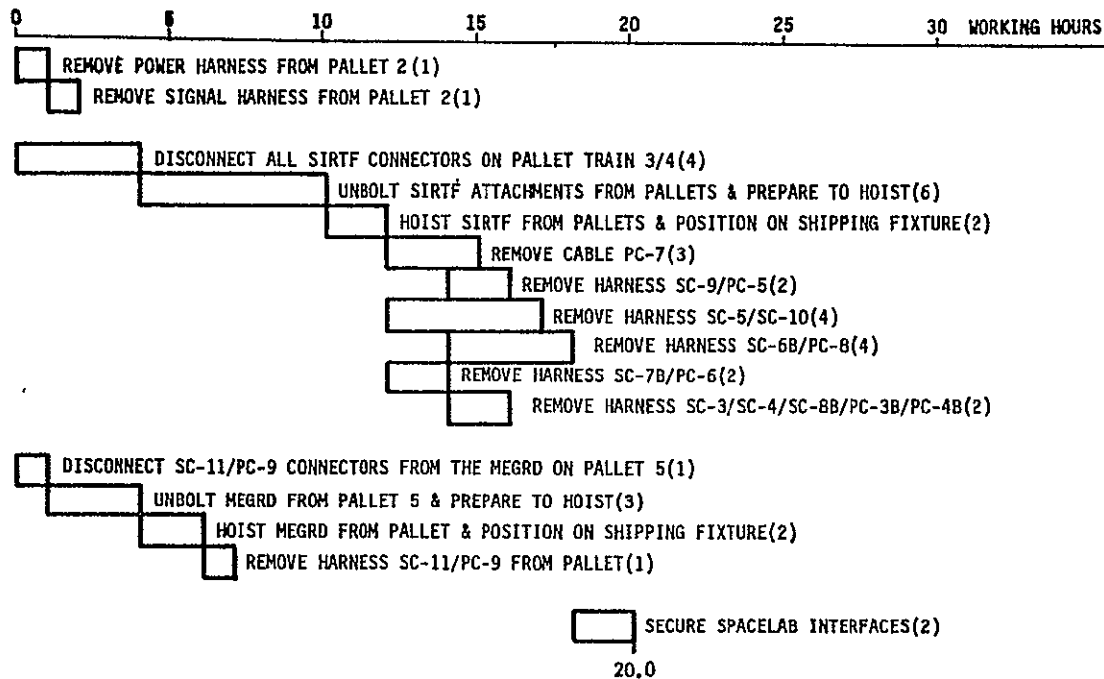 0 5 10 15 20 25 30 WORKING HOURS
REMOVE POWER HARNESS FROM PALLET 2(1)
REMOVE SIGNAL HARNESS FROM PALLET 2(1)
DISCONNECT ALL SIRTF CONNECTORS ON PALLET TRAIN 3/4(4)
UNBOLT SIRTF ATTACHMENTS FROM PALLETS & PREPARE TO HOIST(6)
HOIST SIRTF FROM PALLETS & POSITION ON SHIPPING FIXTURE(2)
REMOVE CABLE PC-7(3)
REMOVE HARNESS SC-9/PC-5(2)
REMOVE HARNESS SC-5/SC-10(4)
REMOVE HARNESS SC-6B/PC-8(4)
REMOVE HARNESS SC-7B/PC-6(2)
REMOVE HARNESS SC-3/SC-4/SC-8B/PC-3B/PC-4B(2)
DISCONNECT SC-11/PC-9 CONNECTORS FROM THE MEGRD ON PALLET 5(1)
UNBOLT MEGRD FROM PALLET 5 & PREPARE TO HOIST(3)
HOIST MEGRD FROM PALLET & POSITION ON SHIPPING FIXTURE(2)
REMOVE HARNESS SC-11/PC-9 FROM PALLET(1)
SECURE SPACELAB INTERFACES(2)
20.0